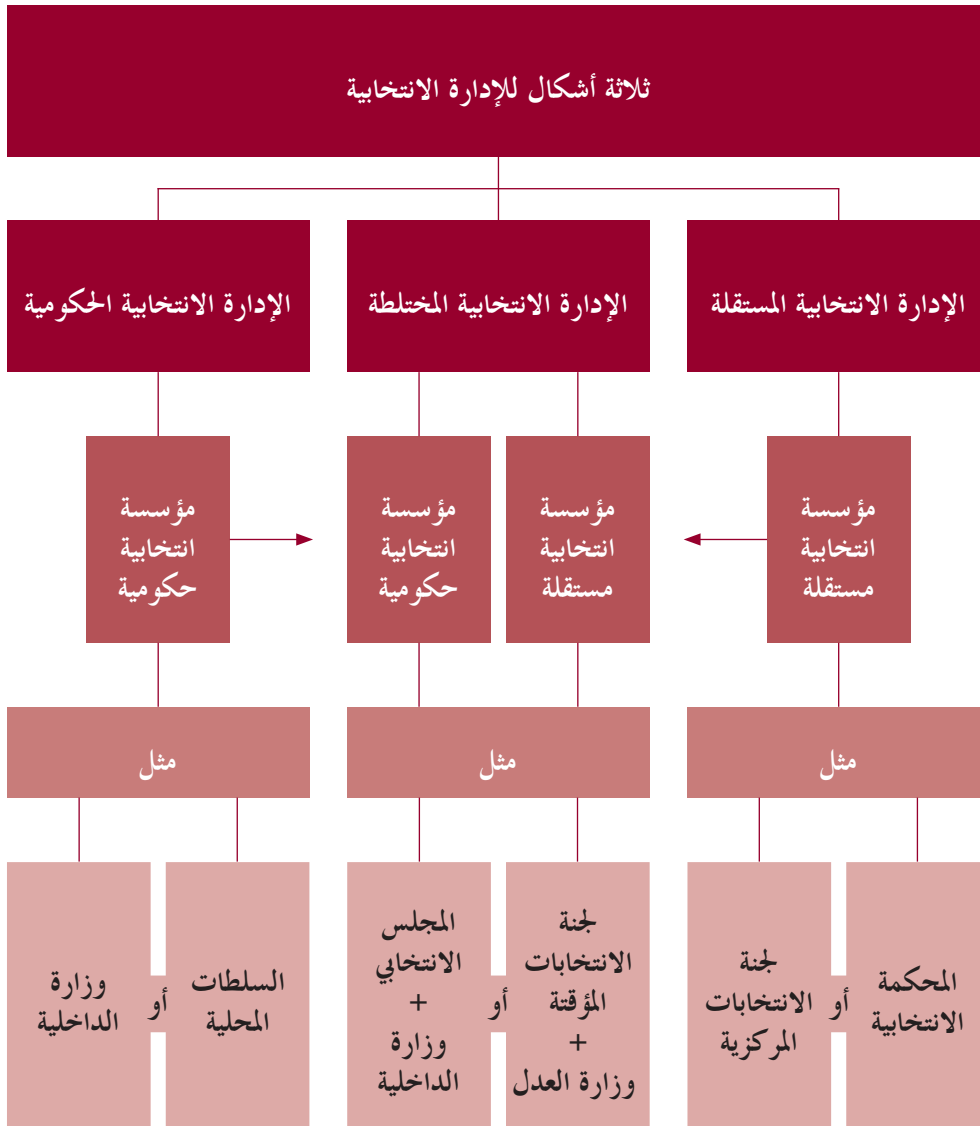 ثلاثة أشكال للإدارة الانتخابية
الإدارة الانتخابية المستقلة
الإدارة الانتخابية المختلطة
الإدارة الانتخابية الحكومية
مؤسسة
انتخابية
مستقلة
مؤسسة
انتخابية
مستقلة
مؤسسة
انتخابية
حكومية
مؤسسة
انتخابية
حكومية
مثل
مثل
مثل
المحكمة
الانتخابية
أو
لجنة
الانتخابات
المركزية
لجنة
الانتخابات
المؤقتة
+
وزارة العدل
أو
المجلس
الانتخابي
+
وزارة
الداخلية
السلطات
المحلية
أو
وزارة
الداخلية